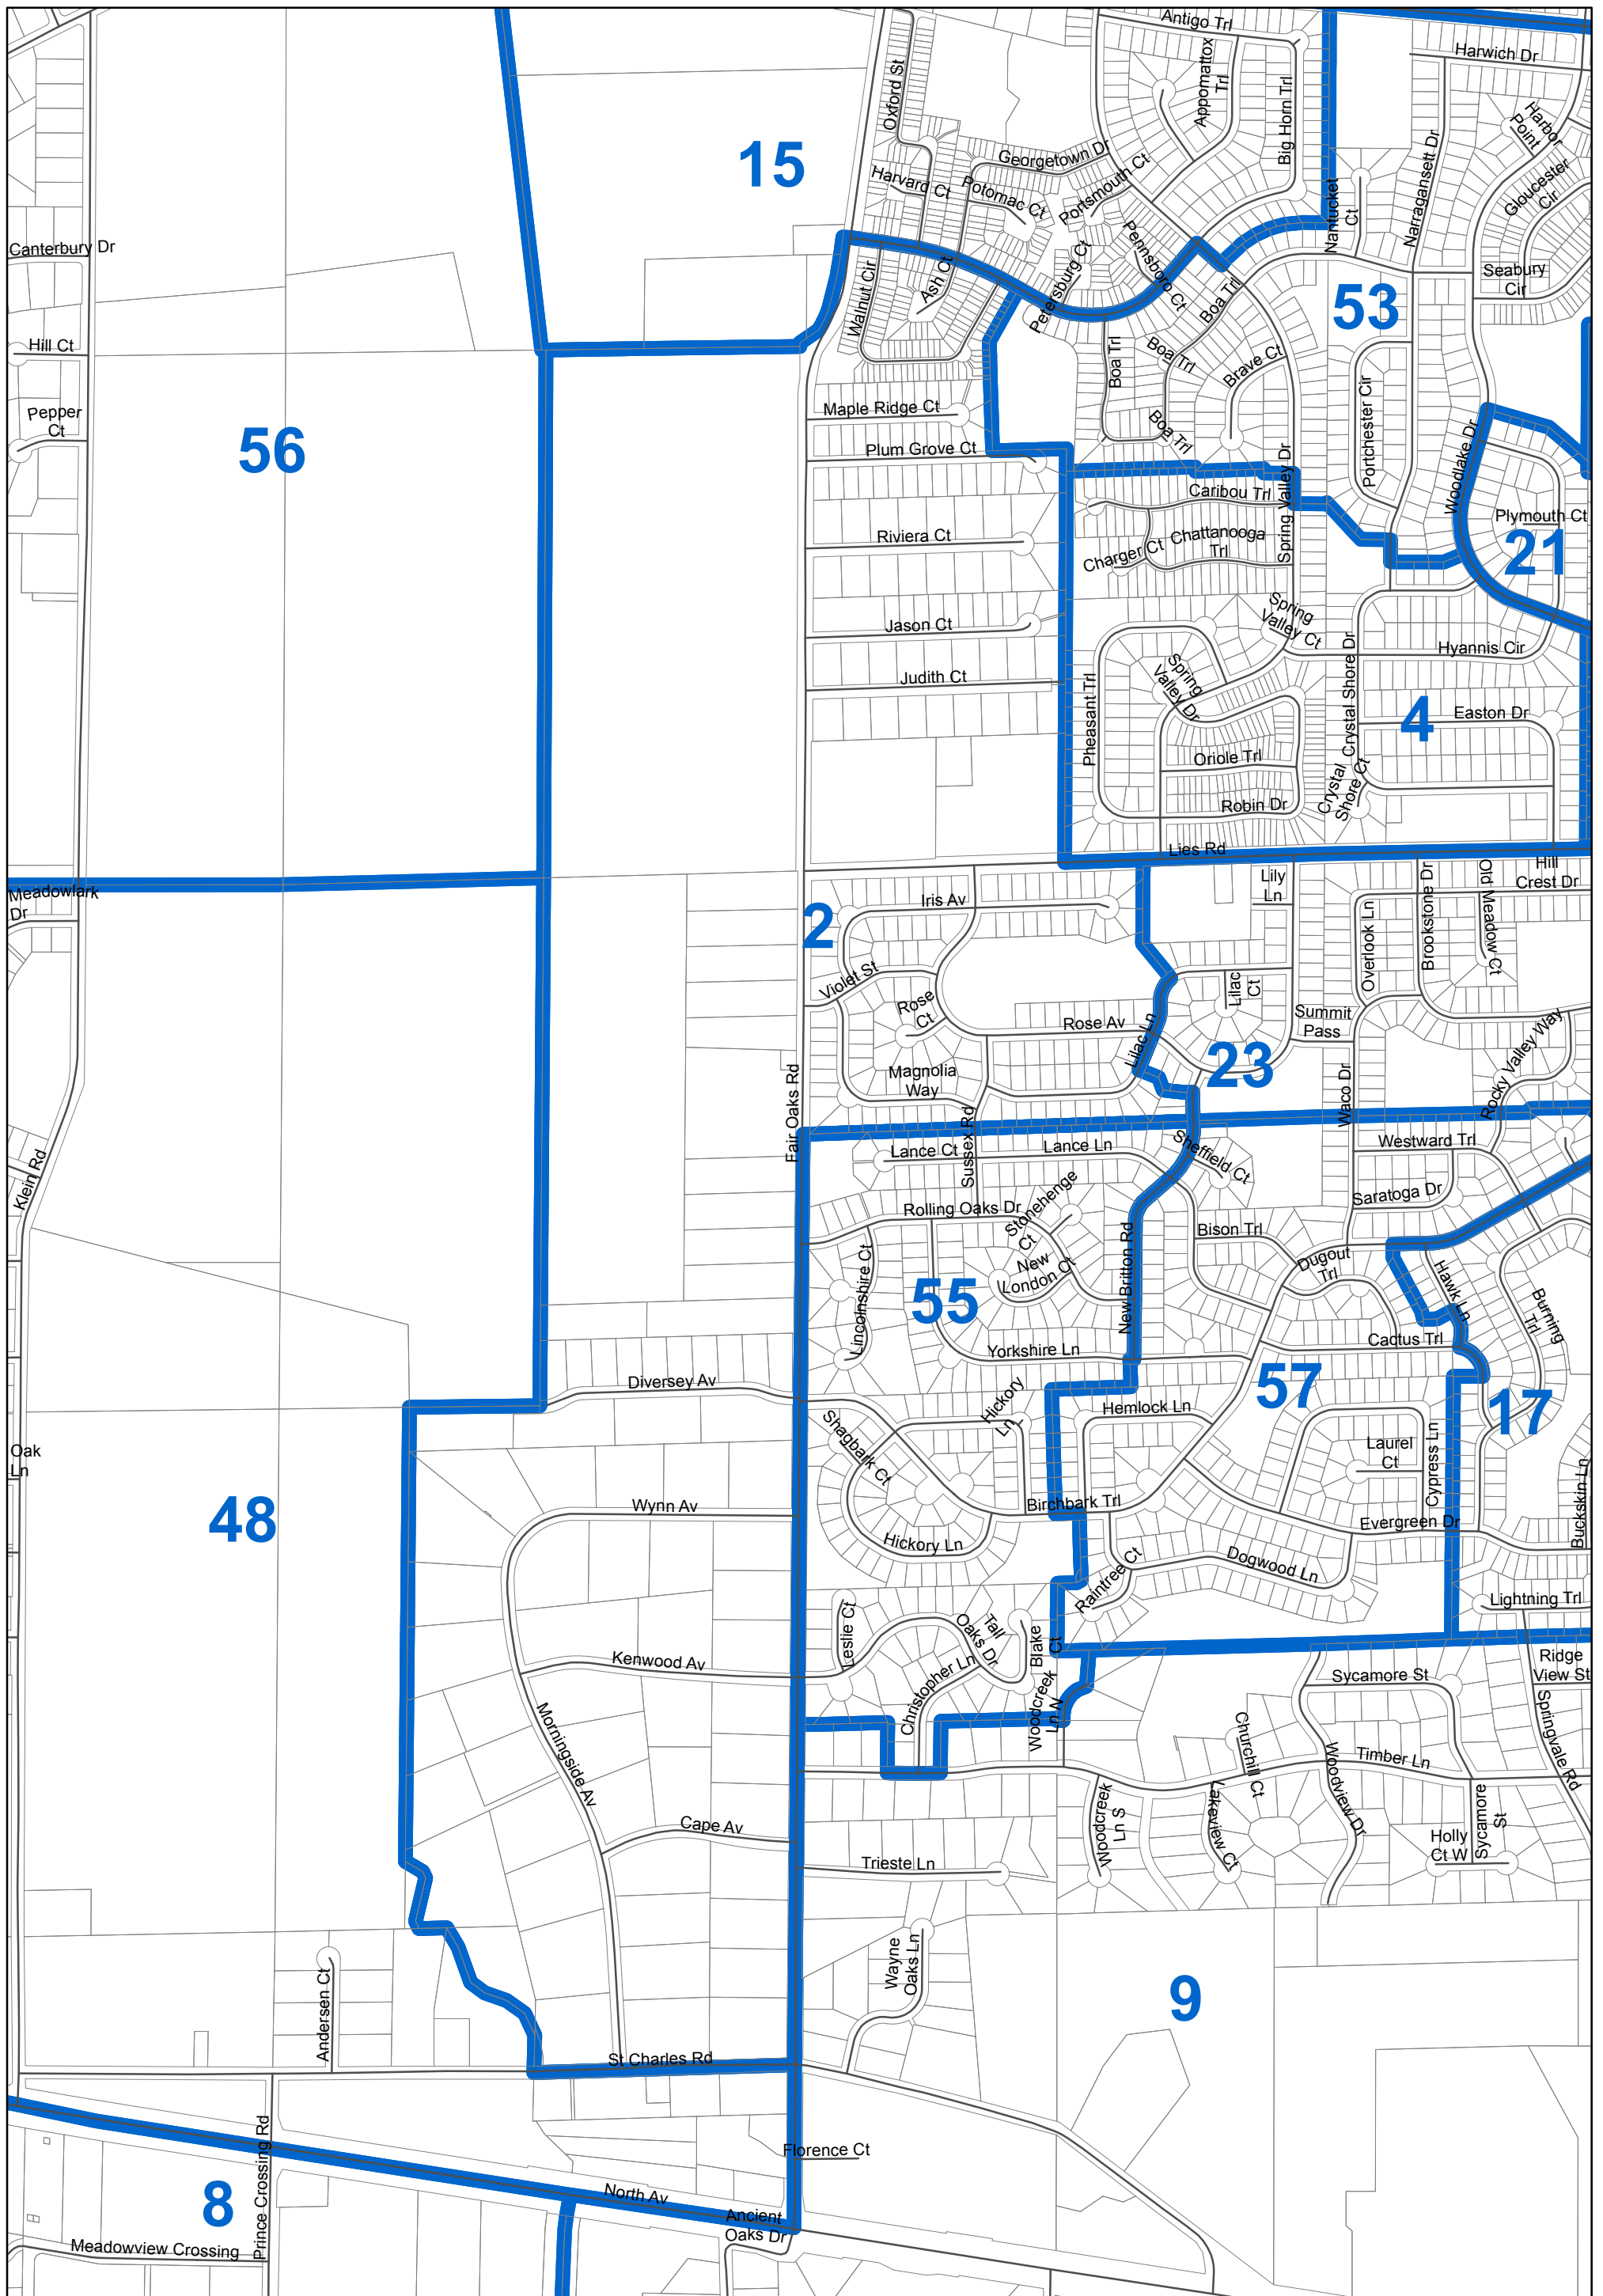 Antigo Trl
Harwich Dr
Oxford St
Appomattox
Trl
Big Horn Trl
Harbor
Point
15
Georgetown Dr
Harvard Ct
Potomac Ct
Portsmouth Ct
Narragansett Dr
Gloucester
Cir
Nantucket
Ct
Canterbury Dr
Pennsboro Ct
Petersburg Ct
Ash Ct
Walnut Cir
Boa Trl
Seabury
Cir
53
Hill Ct
Boa Trl
Boa Trl
Brave Ct
Portchester Cir
Pepper
Ct
Maple Ridge Ct
Boa Trl
56
Plum Grove Ct
Woodlake Dr
Caribou Trl
Spring Valley Dr
Plymouth Ct
Riviera Ct
Chattanooga
Trl
Charger Ct
21
Jason Ct
Spring
Valley Ct
Hyannis Cir
Crystal Shore Dr
Judith Ct
Spring
Valley Dr
Pheasant Trl
4
Easton Dr
Oriole Trl
Crystal
Shore Ct
Robin Dr
Lies Rd
Meadowlark
Dr
Iris Av
Lily
Ln
Hill
Crest Dr
2
Overlook Ln
Brookstone Dr
Old Meadow Ct
Violet St
Rose
Ct
Lilac
Ct
Rose Av
Summit
Pass
Lilac Ln
23
Rocky Valley Way
Magnolia
Way
Fair Oaks Rd
Waco Dr
Sussex Rd
Lance Ct
Lance Ln
Sheffield Ct
Westward Trl
Klein Rd
Saratoga Dr
Rolling Oaks Dr
Stonehenge
Ct
Bison Trl
New
London Ct
New Britton Rd
Dugout
Trl
Hawk Ln
Lincolnshire Ct
55
Burning
Trl
Yorkshire Ln
Cactus Trl
Diversey Av
57
17
Hickory
Ln
Hemlock Ln
Shagbark Ct
Oak
Ln
Laurel
Ct
Cypress Ln
Wynn Av
Birchbark Trl
48
Evergreen Dr
Buckskin Ln
Hickory Ln
Dogwood Ln
Raintree Ct
Lightning Trl
Leslie Ct
Tall
Oaks Dr
Blake
Ct
Kenwood Av
Christopher Ln
Ridge
View St
Sycamore St
Woodcreek
Ln N
Morningside Av
Churchill Ct
Springvale Rd
Timber Ln
Woodview Dr
Cape Av
Woodcreek
Ln S
Lakeview Ct
Sycamore
St
Holly
Ct W
Trieste Ln
Wayne
Oaks Ln
9
Andersen Ct
St Charles Rd
Florence Ct
Prince Crossing Rd
North Av
8
Ancient
Oaks Dr
Meadowview Crossing